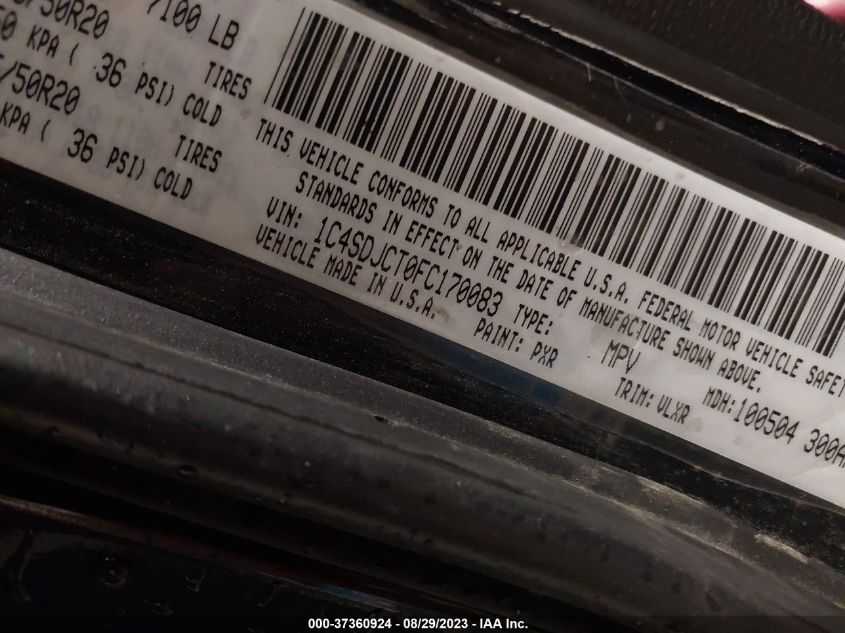 /50R20 7100 LB
KPA ( 36 PSI) COLD
TIRES
/50R20
KPA ( 36 PSI) COLD
TIRES
THIS VEHICLE CONFORMS TO ALL APPLICABLE U.S.A. FEDERAL MOTOR VEHICLE SAFET
STANDARDS IN EFFECT ON THE DATE OF MANUFACTURE SHOWN ABOVE.
VIN: 1C4SDJCT0FC170083 TYPE: MPV MDH:100504 300A
VEHICLE MADE IN U.S.A. PAINT: PXR TRIM: VLXR
000-37360924 - 08/29/2023 - IAA Inc.